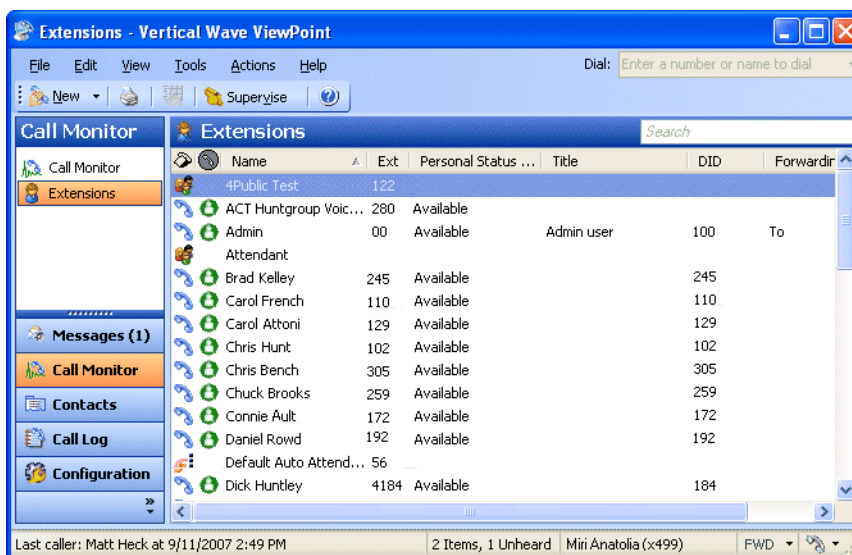 Extensions - Vertical Wave ViewPoint
File Edit View Tools Actions Help Dial: Enter a number or name to dial
New Supervise
Call Monitor
Call Monitor
Extensions
Messages (1)
Call Monitor
Contacts
Call Log
Configuration
Extensions Search
Name Ext Personal Status ... Title DID Forwardin
4Public Test 122
ACT Huntgroup Voic... 280 Available
Admin 00 Available Admin user 100 To
Attendant
Brad Kelley 245 Available 245
Carol French 110 Available 110
Carol Attoni 129 Available 129
Chris Hunt 102 Available 102
Chris Bench 305 Available 305
Chuck Brooks 259 Available 259
Connie Ault 172 Available 172
Daniel Rowd 192 Available 192
Default Auto Attend... 56
Dick Huntley 4184 Available 184
Last caller: Matt Heck at 9/11/2007 2:49 PM 2 Items, 1 Unheard Miri Anatolia (x499) FWD